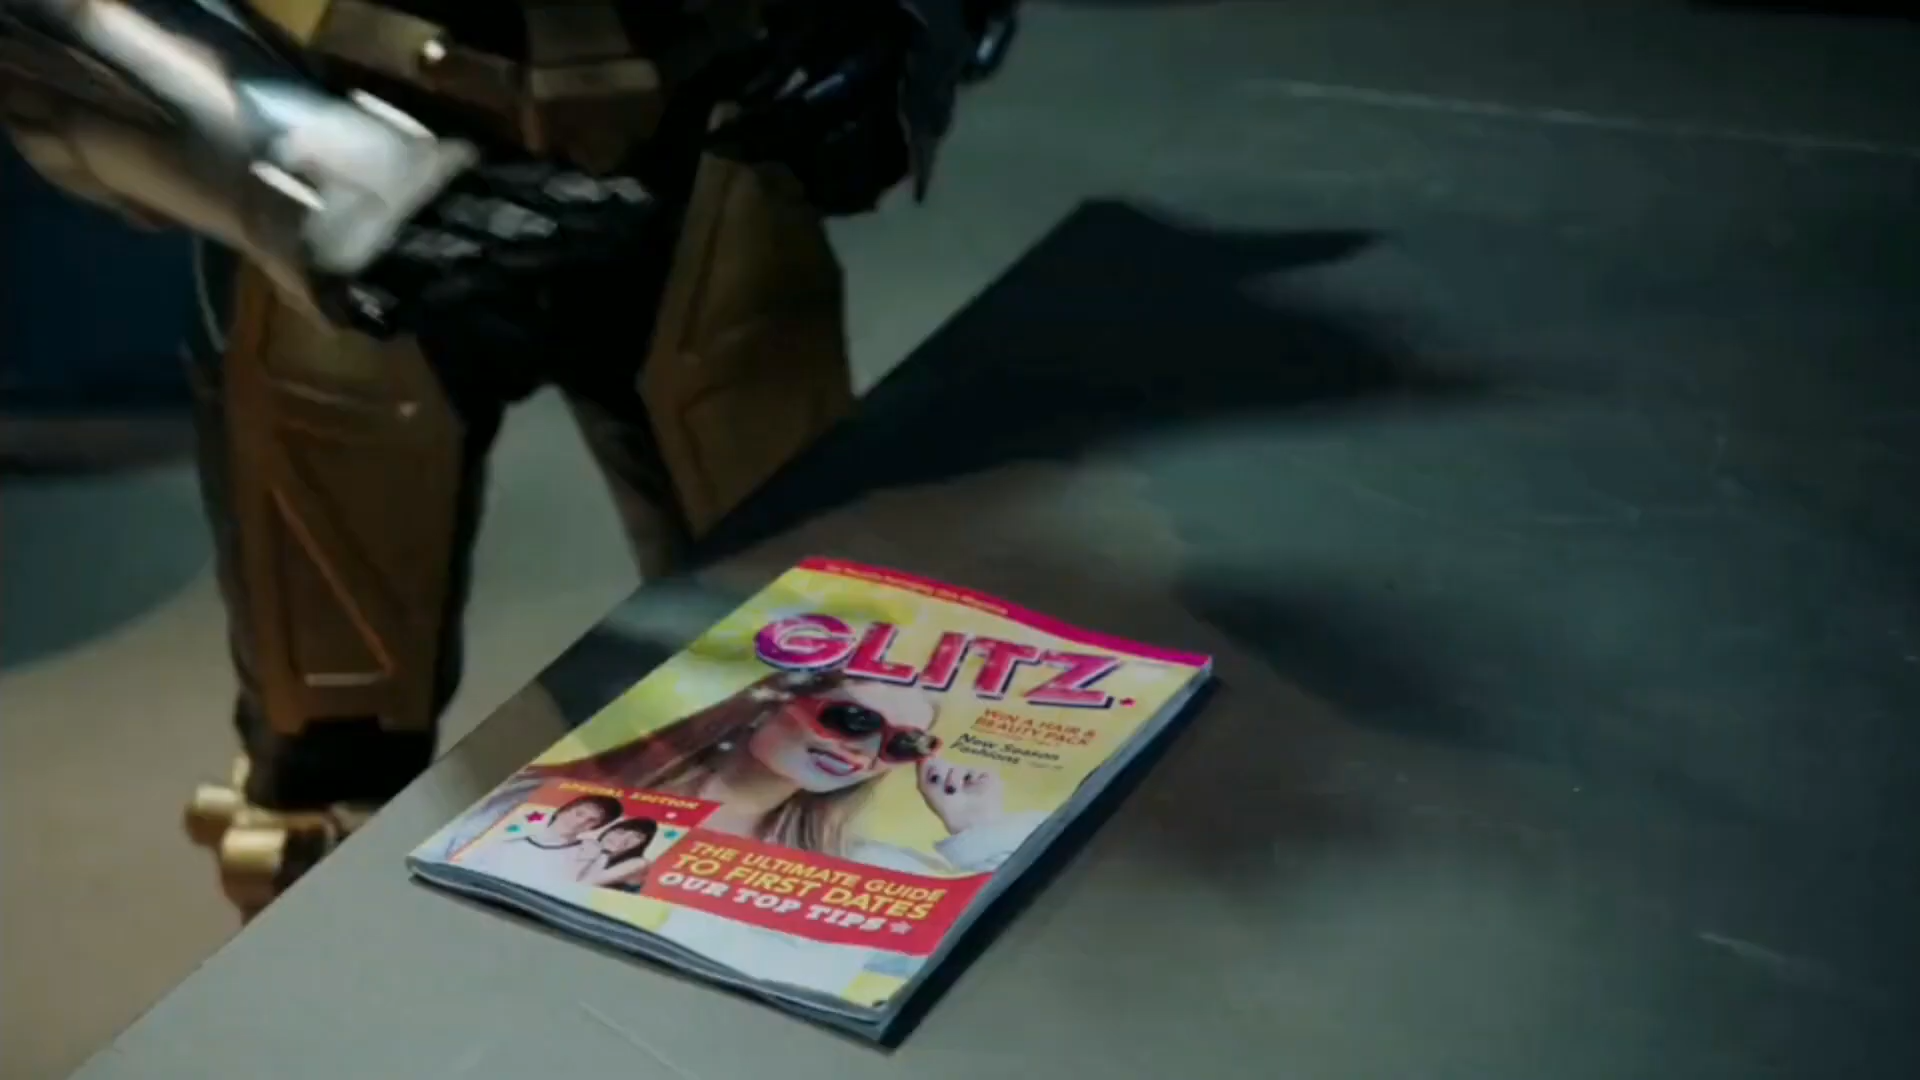 GLITZ
WIN A HAIR &
BEAUTY PACK
New Season
Fashions
SPECIAL EDITION
THE ULTIMATE GUIDE
TO FIRST DATES
OUR TOP TIPS